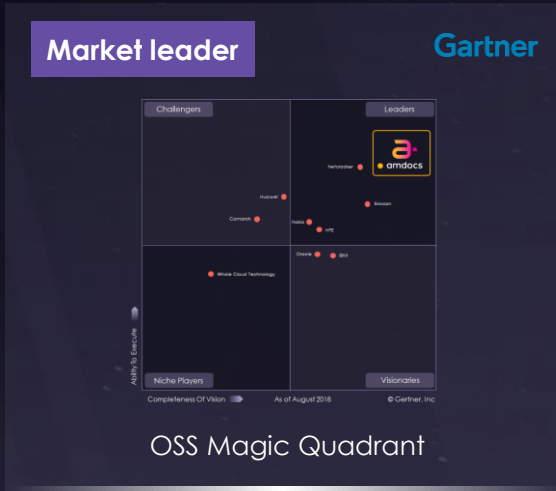 Market leader
Gartner
Challengers
Leaders
a.
amdocs
Netcracker
Huawei
Ericsson
Comarch
Nokia
HPE
Oracle
IBM
Whale Cloud Technology
Ability To Execute
Niche Players
Visionaries
Completeness Of Vision
As of August 2018
© Gertner, Inc
OSS Magic Quadrant